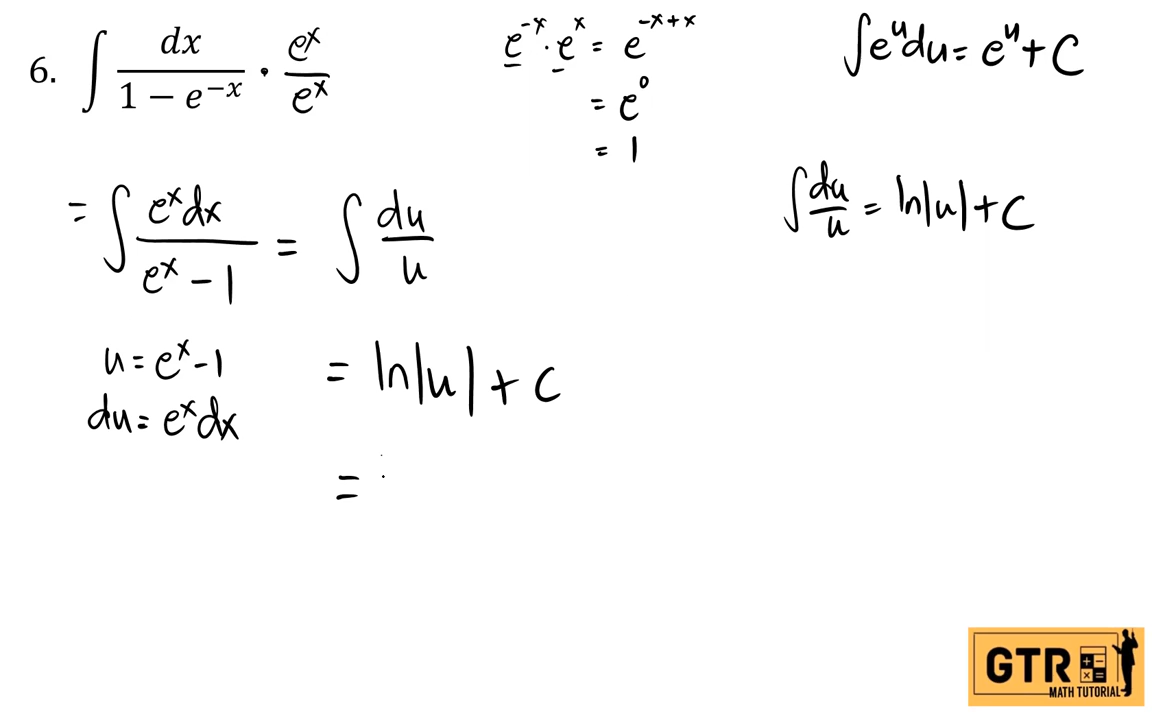 6. ∫ dx / (1 − e^−x) · e^x / e^x
e^-x · e^x = e^-x+x
= e^0
= 1
∫e^u du = e^u + C
∫ du/u = ln|u| + C
= ∫ e^x dx / (e^x − 1) = ∫ du/u
u = e^x - 1
du = e^x dx
= ln|u| + C
=
GTR
MATH TUTORIAL